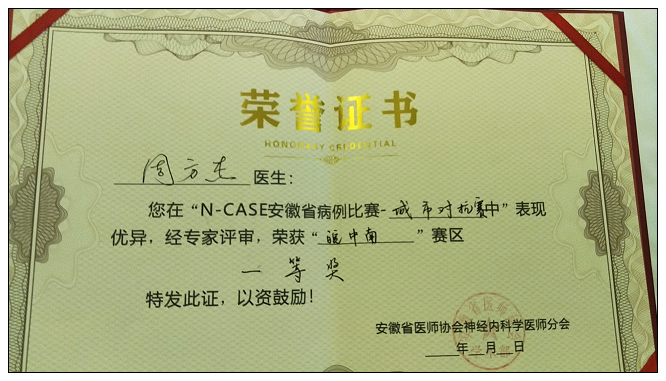 荣誉证书
HONORARY CREDENTIAL
周方杰 医生：
您在“N-CASE安徽省病例比赛-城市对抗赛中”表现
优异，经专家评审，荣获“皖中南”赛区
一等奖
特发此证，以资鼓励！
安徽省医师协会神经内科学医师分会
年 月 日